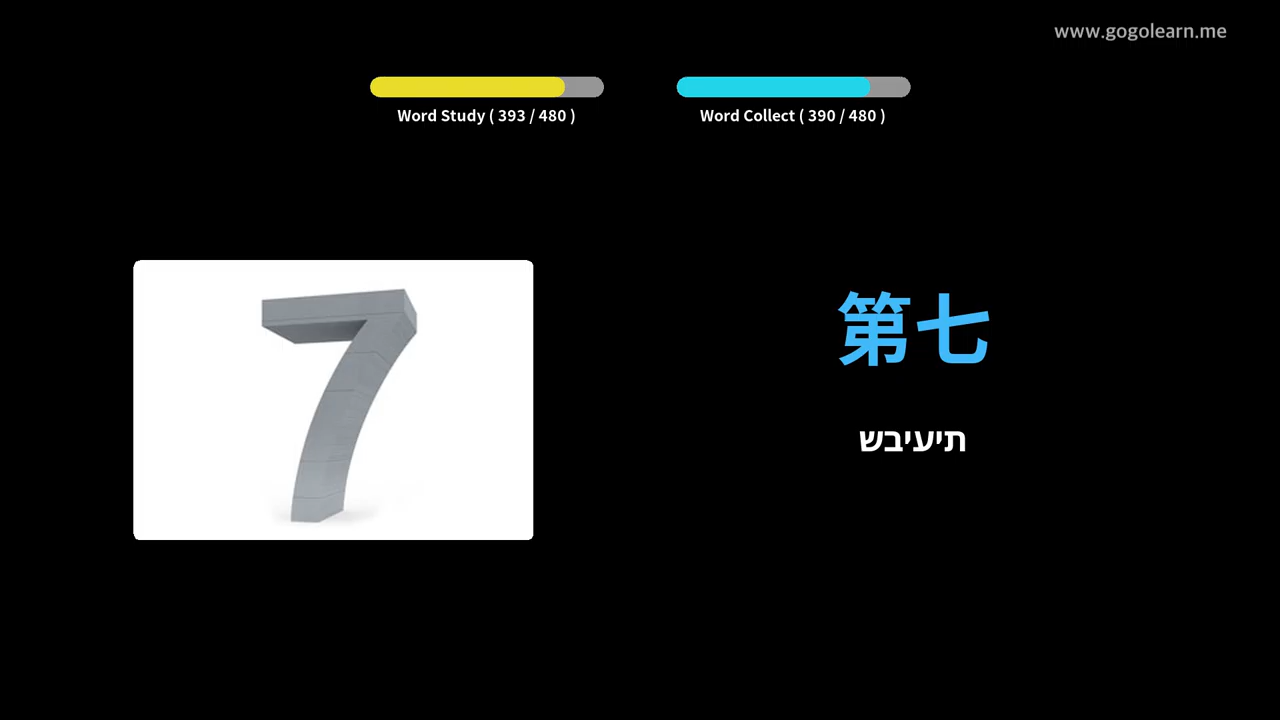 www.gogolearn.me
Word Study ( 393 / 480 )
Word Collect ( 390 / 480 )
7
第七
תיעיבש